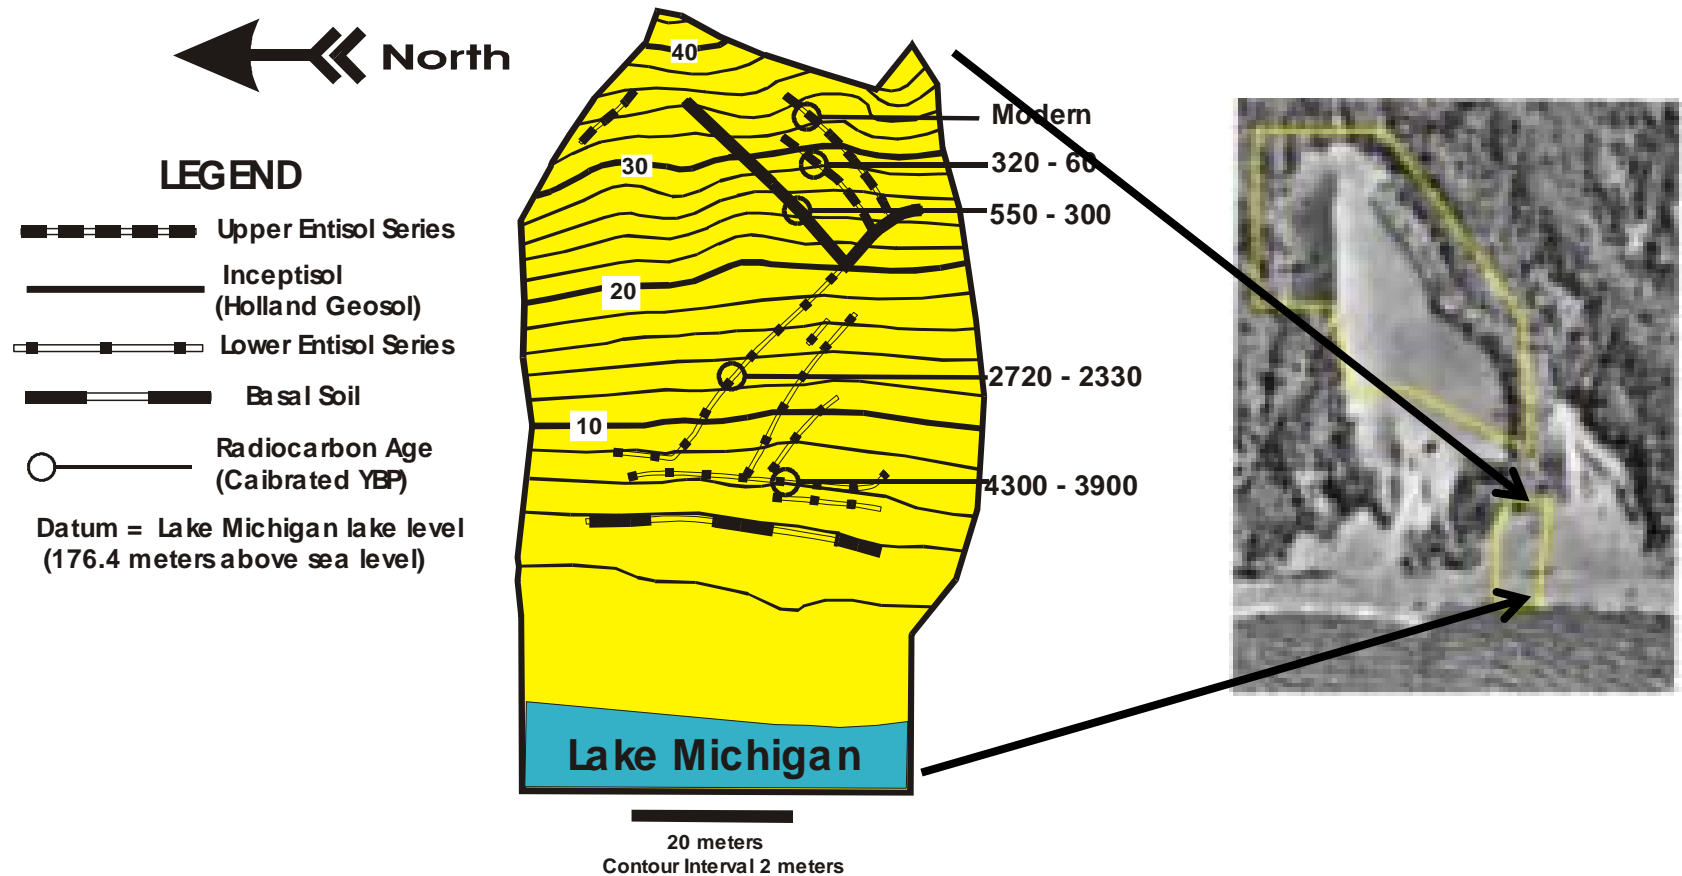 North
LEGEND
Upper Entisol Series
Inceptisol
(Holland Geosol)
Lower Entisol Series
Basal Soil
Radiocarbon Age
(Caibrated YBP)
Datum = Lake Michigan lake level
(176.4 meters above sea level)
40
30
20
10
Modern
320 - 60
550 - 300
2720 - 2330
4300 - 3900
Lake Michigan
20 meters
Contour Interval 2 meters